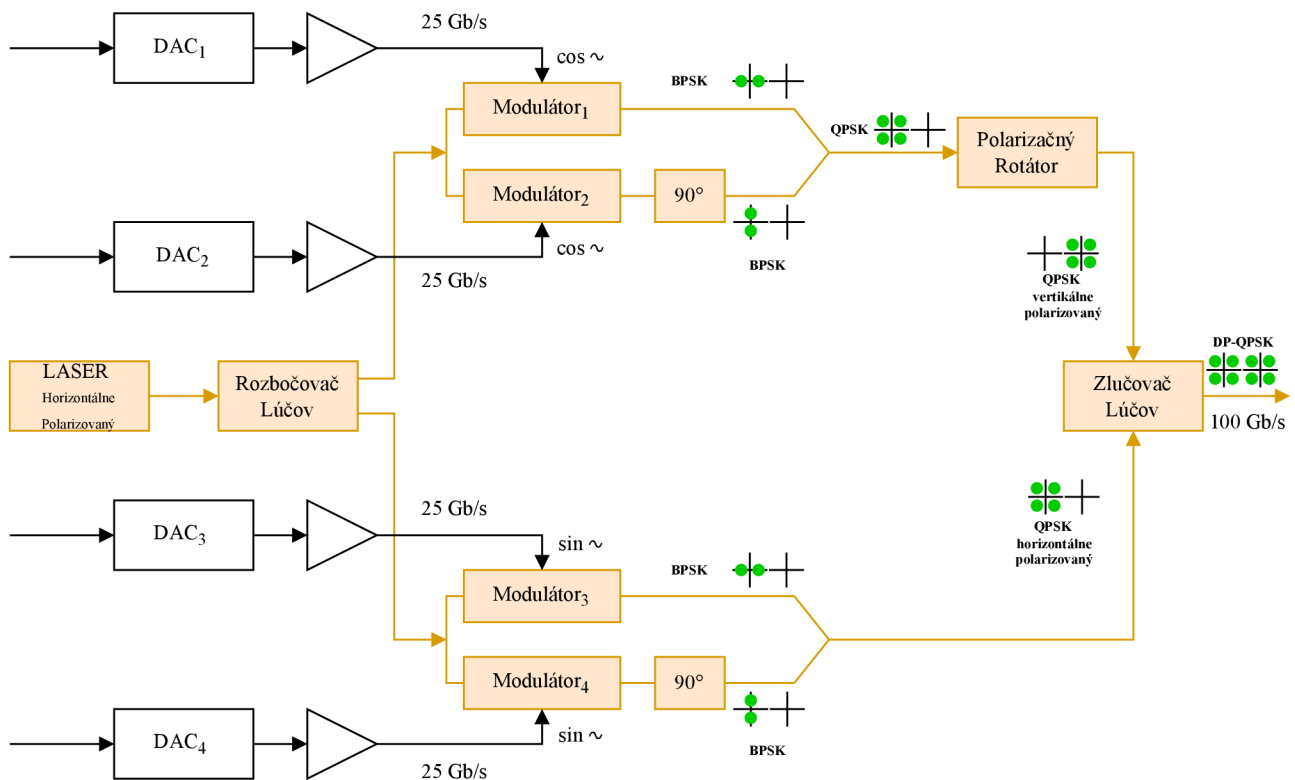 25 Gb/s
DAC1
cos ~
BPSK
Modulátor1
QPSK
Polarizačný
Rotátor
Modulátor2
90°
DAC2
cos ~
25 Gb/s
BPSK
QPSK
vertikálne
polarizovaný
LASER
Horizontálne
Polarizovaný
Rozbočovač
Lúčov
DP-QPSK
Zlučovač
Lúčov
100 Gb/s
25 Gb/s
DAC3
sin ~
QPSK
horizontálne
polarizovaný
BPSK
Modulátor3
Modulátor4
90°
DAC4
sin ~
BPSK
25 Gb/s